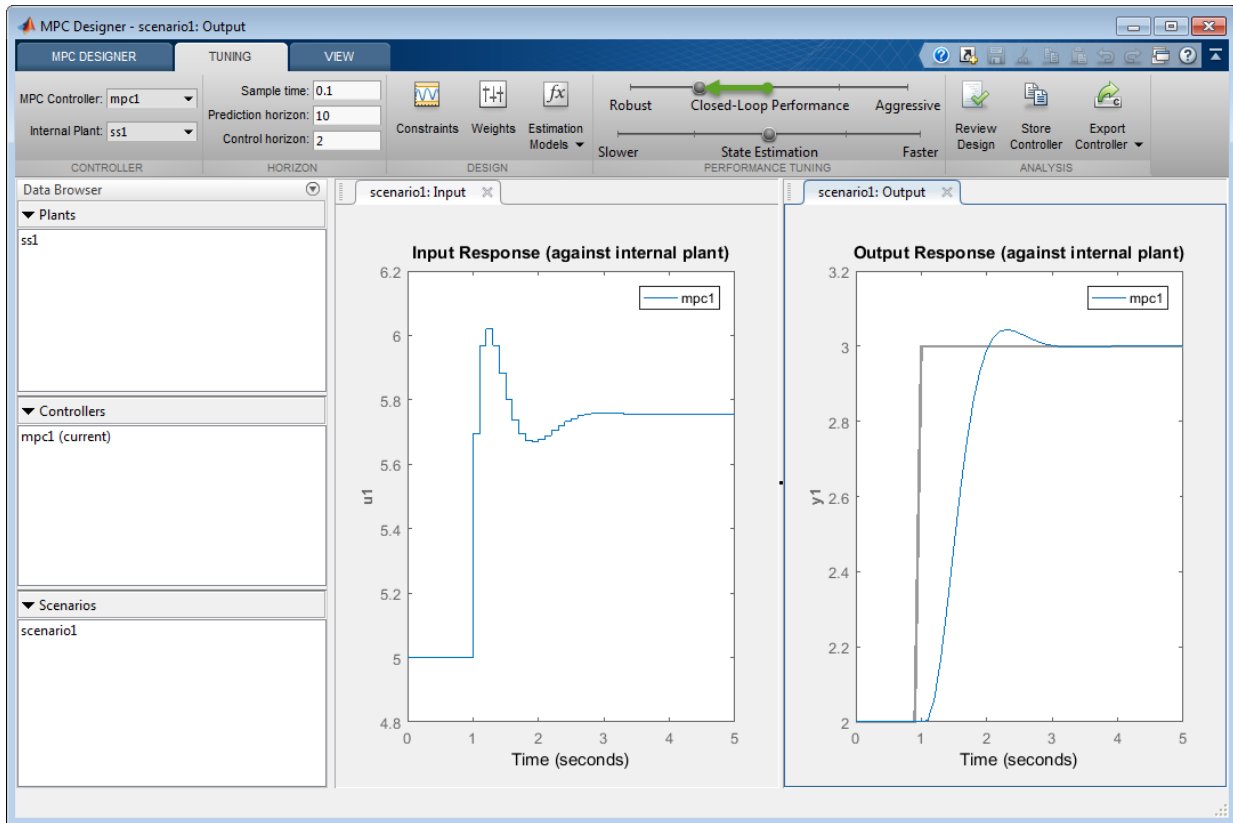 MPC Designer - scenario1: Output
MPC DESIGNER TUNING VIEW
MPC Controller: mpc1
Internal Plant: ss1
CONTROLLER
Sample time: 0.1
Prediction horizon: 10
Control horizon: 2
HORIZON
Constraints Weights Estimation Models
fx
DESIGN
Robust Closed-Loop Performance Aggressive
Slower State Estimation Faster
PERFORMANCE TUNING
Review Design Store Controller Export Controller
ANALYSIS
Data Browser
Plants
ss1
Controllers
mpc1 (current)
Scenarios
scenario1
scenario1: Input
Input Response (against internal plant)
mpc1
6.2
6
5.8
5.6
5.4
5.2
5
4.8
u1
0 1 2 3 4 5
Time (seconds)
scenario1: Output
Output Response (against internal plant)
mpc1
3.2
3
2.8
2.6
2.4
2.2
2
y1
0 1 2 3 4 5
Time (seconds)